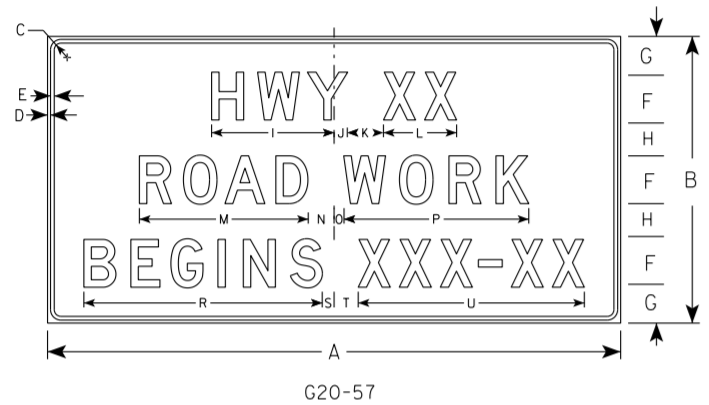 C
G
E
HWY XX
F
D
I J K L
H
ROAD WORK
F
B
M N O P
H
BEGINS XXX-XX
F
R S T U
G
A
G20-57